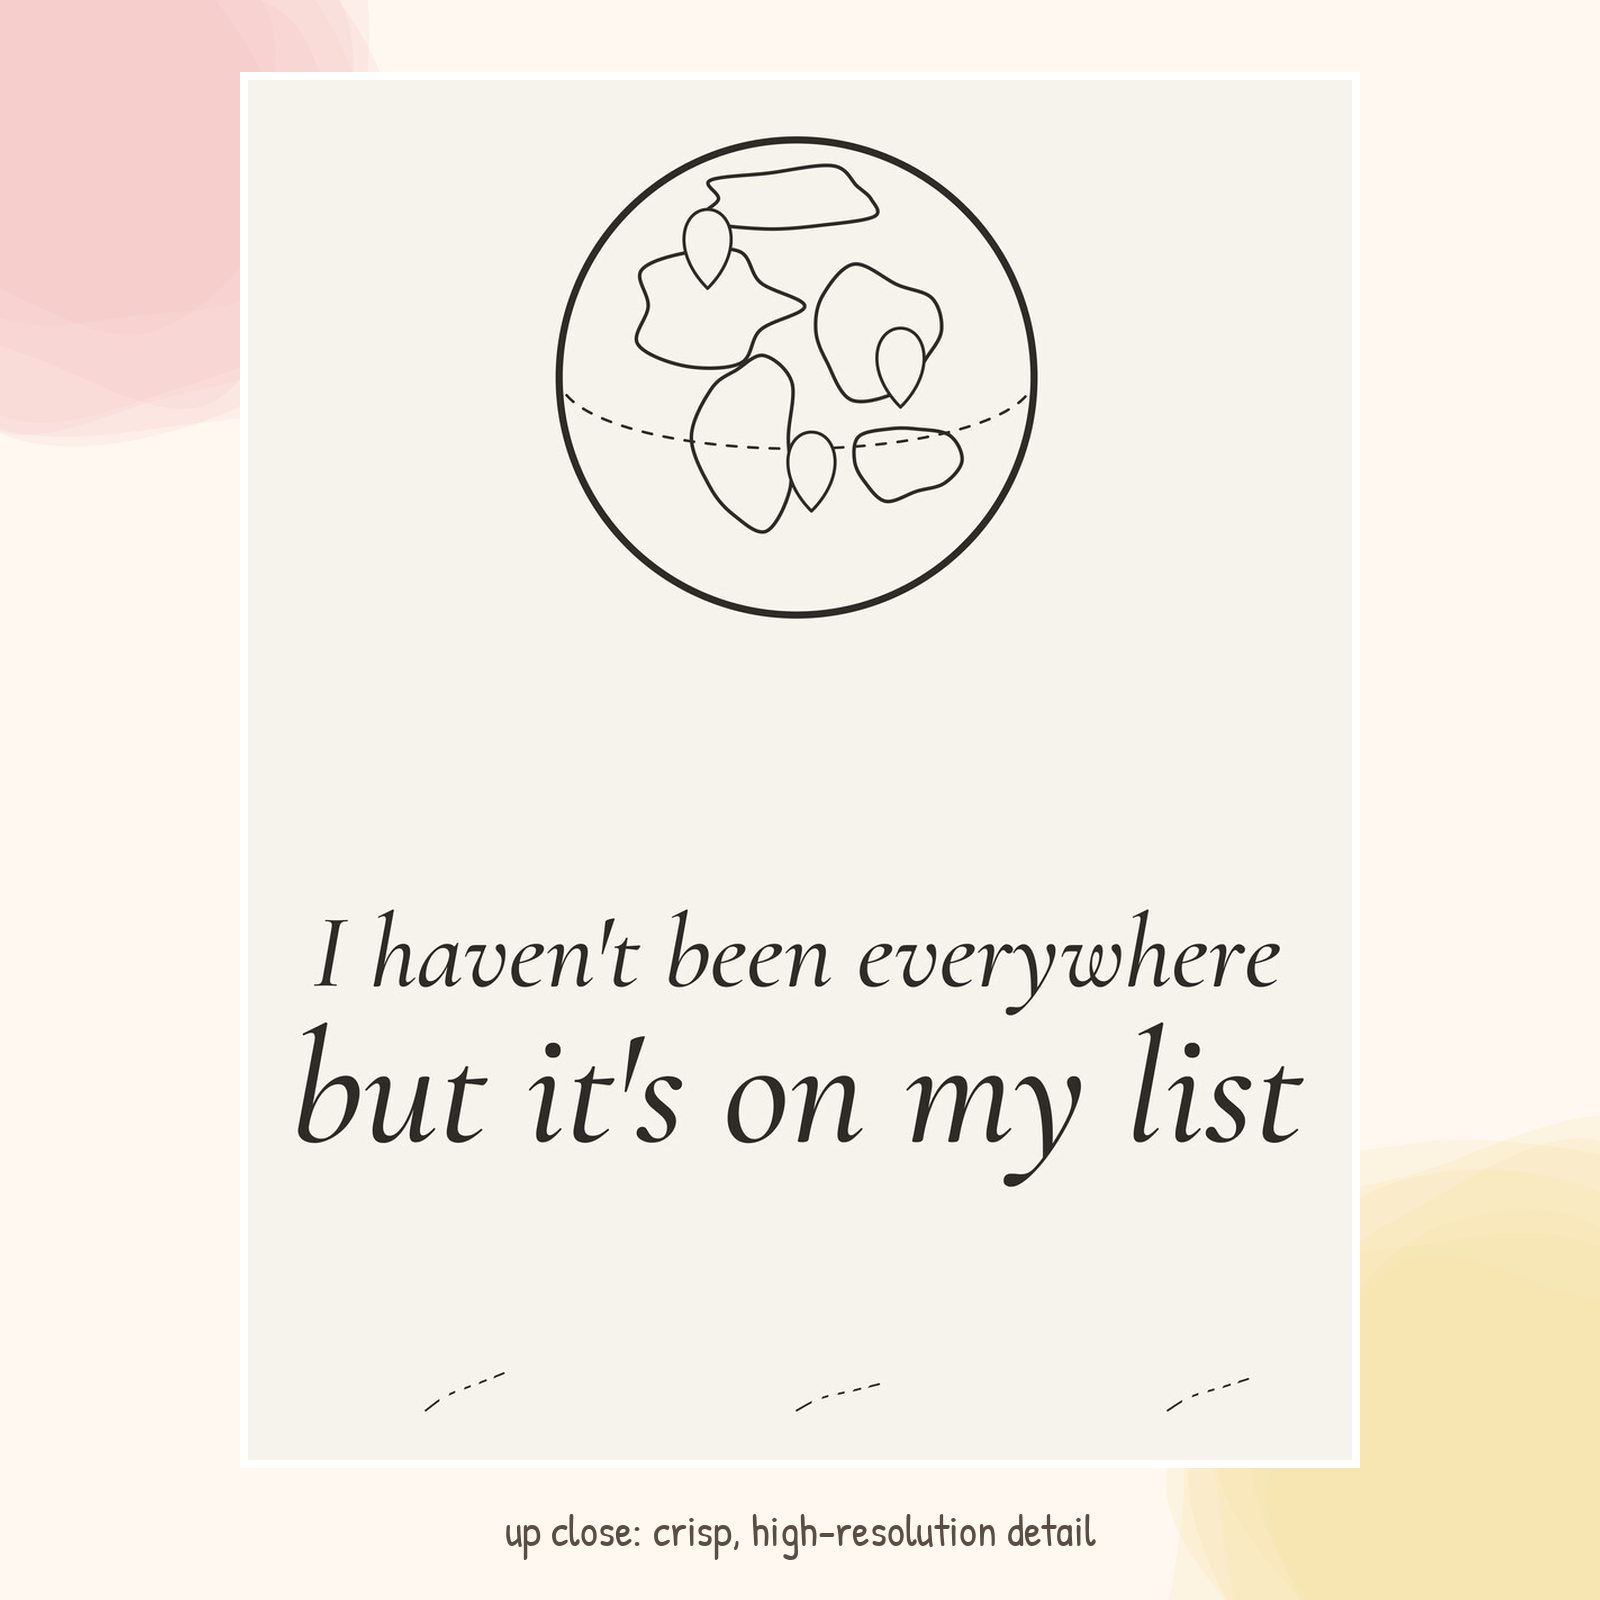 I haven't been everywhere
but it's on my list
up close: crisp, high-resolution detail